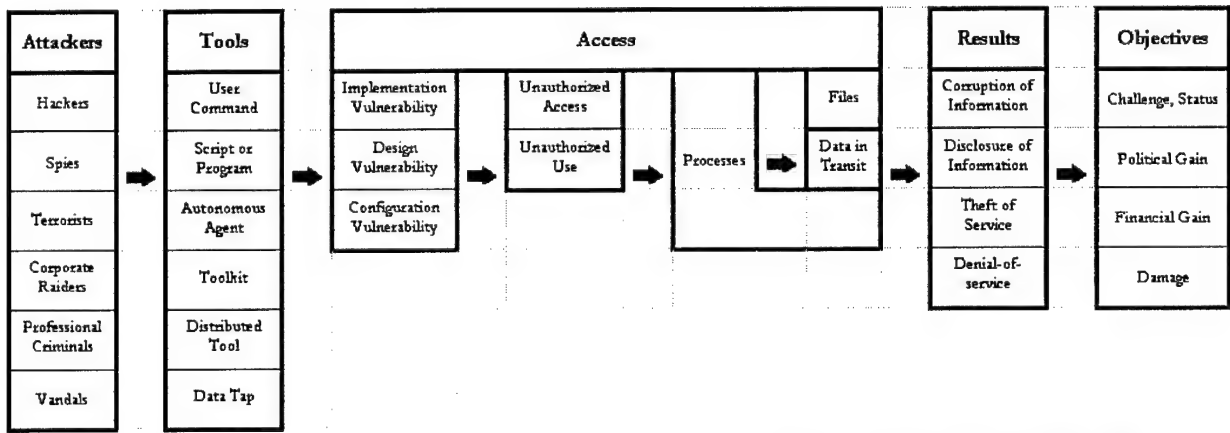 Attackers
Hackers
Spies
Terrorists
Corporate
Raiders
Professional
Criminals
Vandals
Tools
User
Command
Script or
Program
Autonomous
Agent
Toolkit
Distributed
Tool
Data Tap
Access
Implementation
Vulnerability
Design
Vulnerability
Configuration
Vulnerability
Unauthorized
Access
Unauthorized
Use
Processes
Files
Data in
Transit
Results
Corruption of
Information
Disclosure of
Information
Theft of
Service
Denial-of-
service
Objectives
Challenge, Status
Political Gain
Financial Gain
Damage